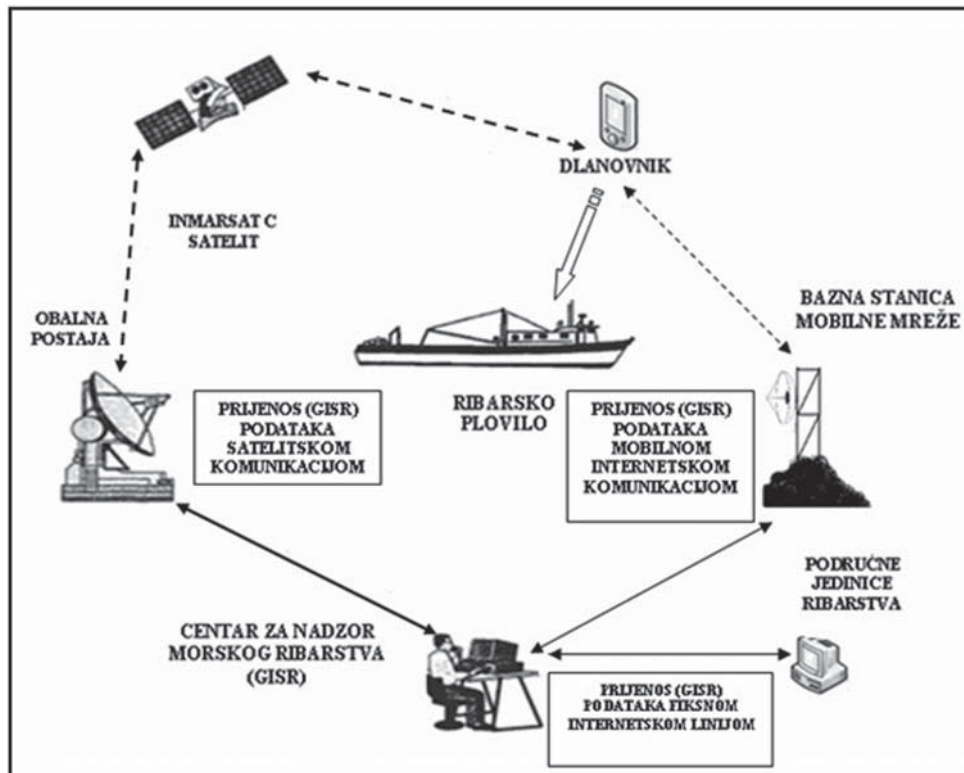 DLANOVNIK
INMARSAT C
SATELIT
OBALNA
POSTAJA
BAZNA STANICA
MOBILNE MREŽE
RIBARSKO
PLOVILO
PRIJENOS (GISR)
PODATAKA
SATELITSKOM
KOMUNIKACIJOM
PRIJENOS (GISR)
PODATAKA
MOBILNOM
INTERNETSKOM
KOMUNIKACIJOM
PODRUČNE
JEDINICE
RIBARSTVA
CENTAR ZA NADZOR
MORSKOG RIBARSTVA
(GISR)
PRIJENOS (GISR)
PODATAKA FIKSNOM
INTERNETSKOM LINIJOM